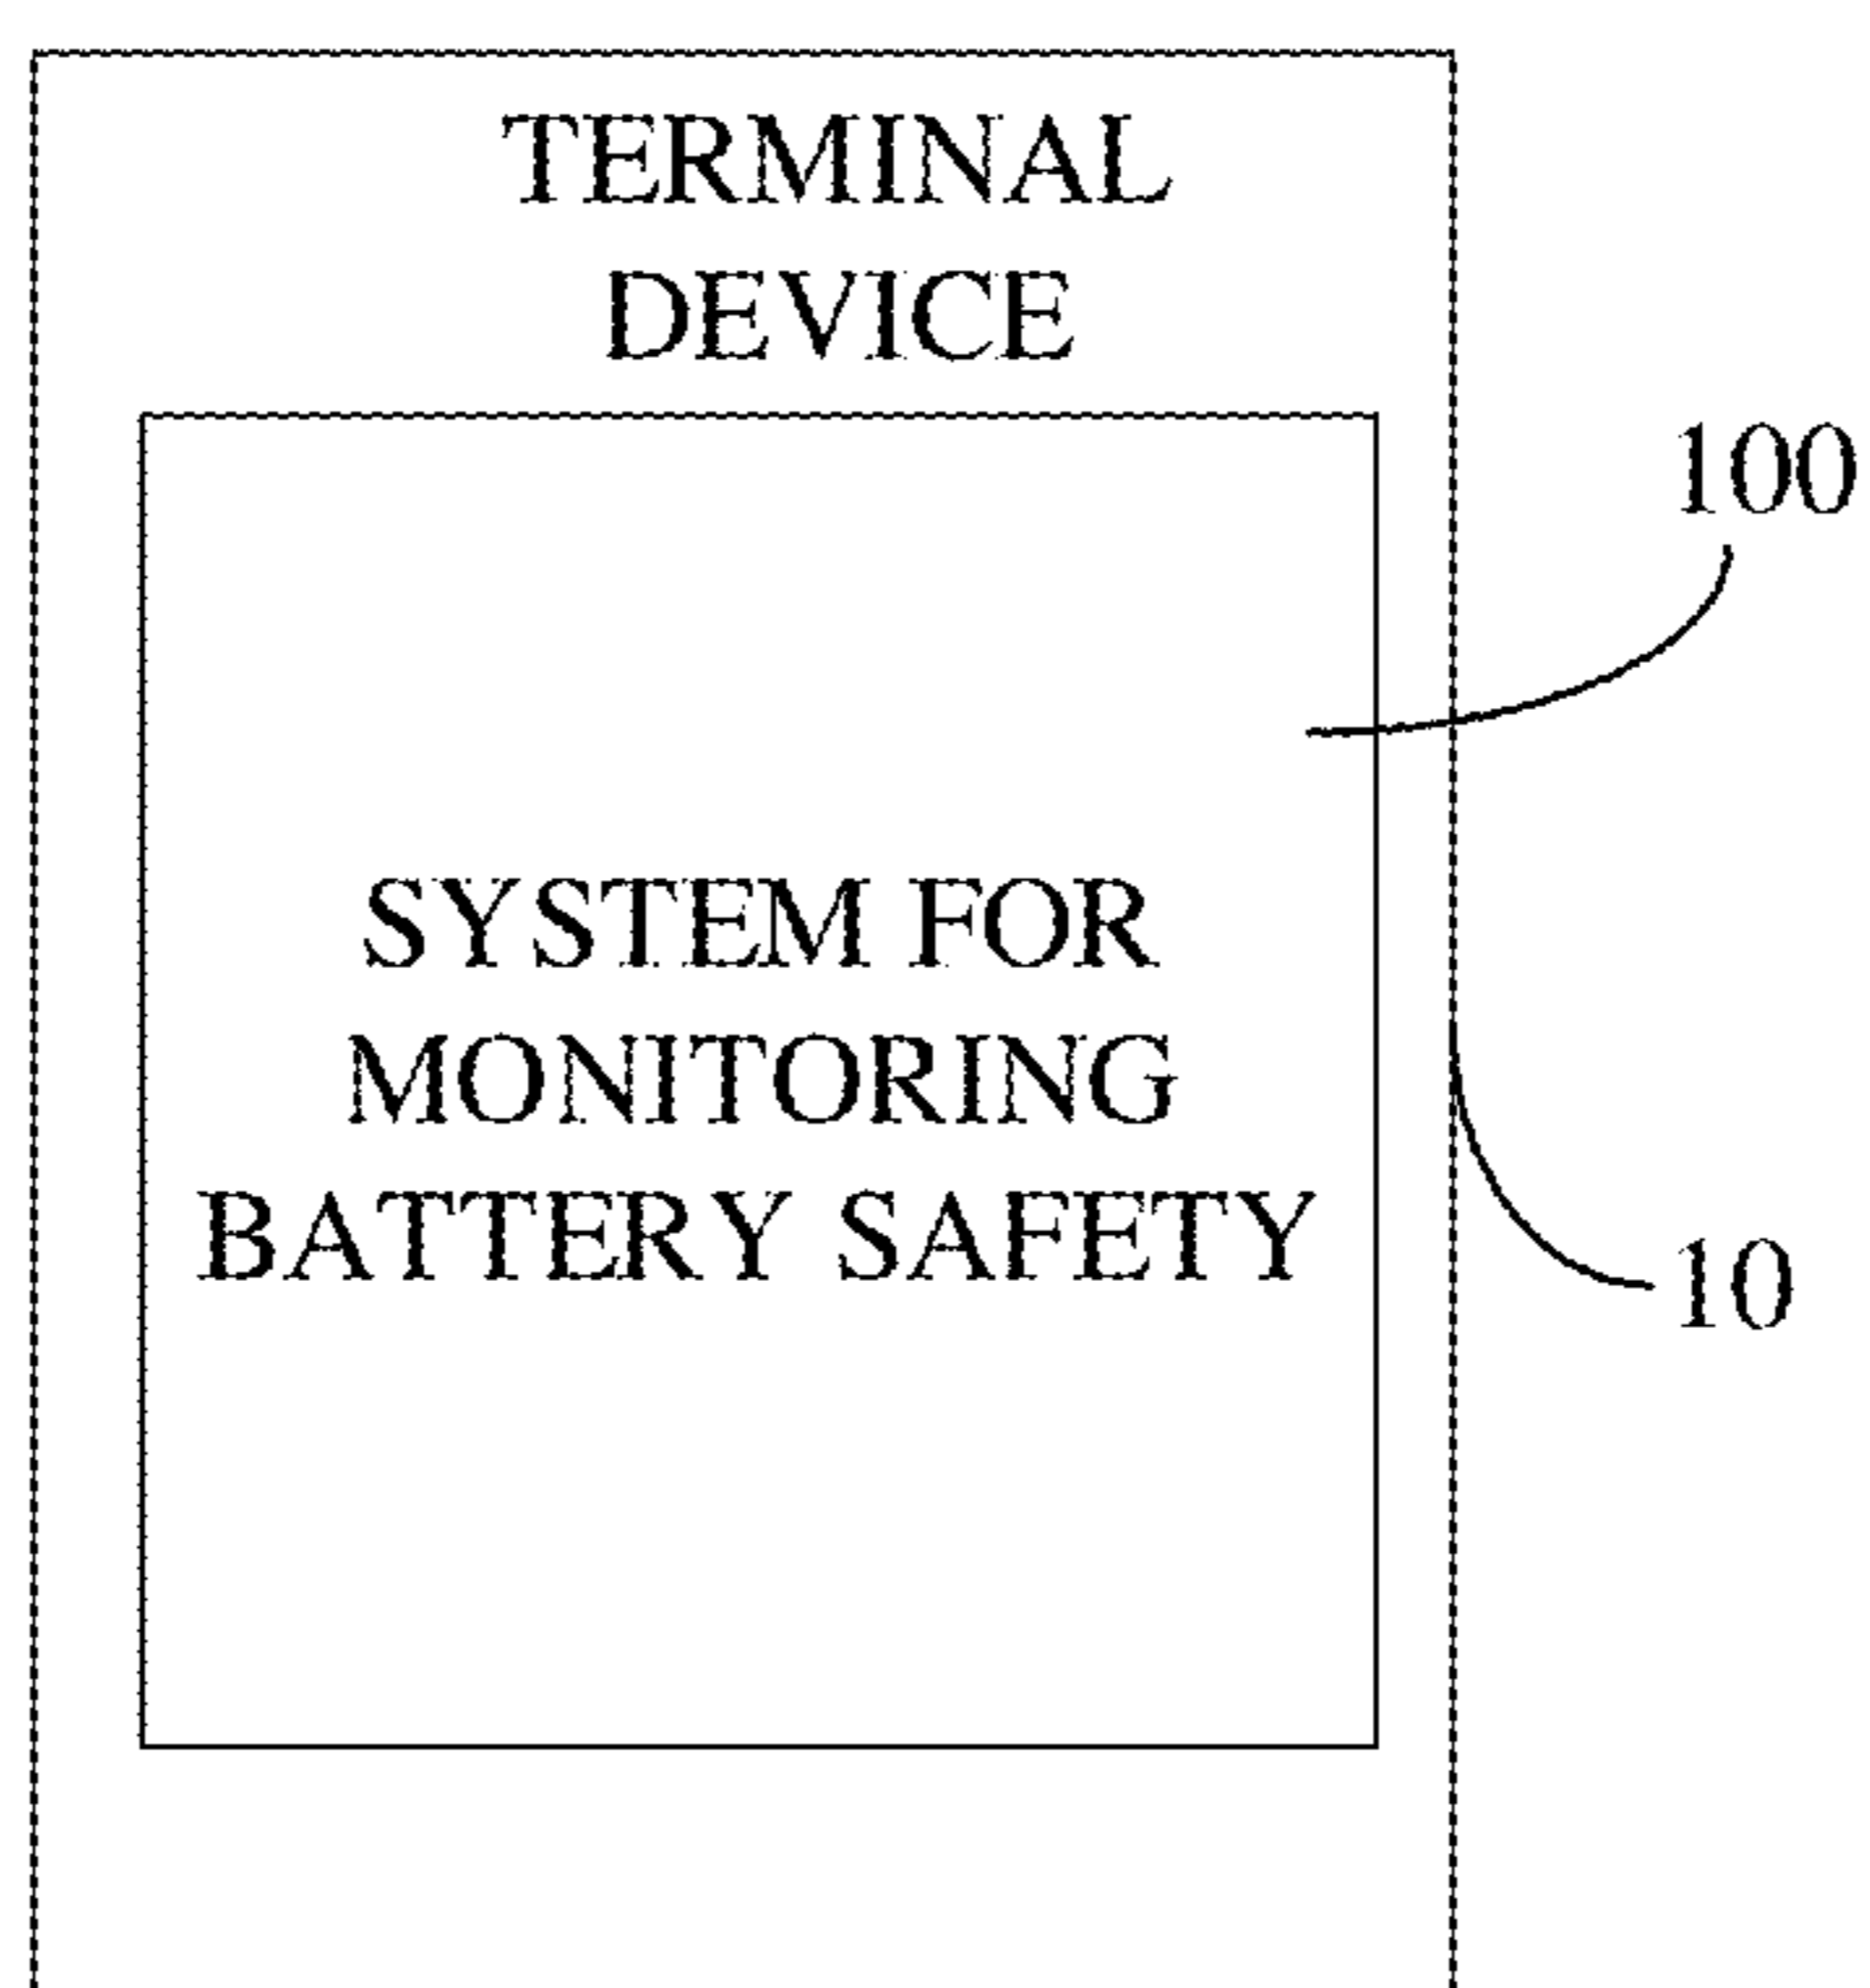 TERMINAL
DEVICE
100
SYSTEM FOR
MONITORING
BATTERY SAFETY
10